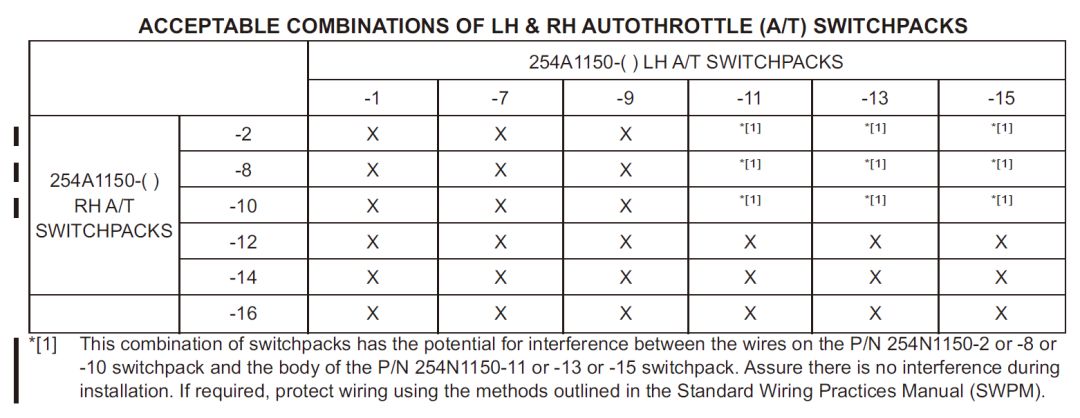 ACCEPTABLE COMBINATIONS OF LH & RH AUTOTHROTTLE (A/T) SWITCHPACKS
254A1150-( ) LH A/T SWITCHPACKS
-1 -7 -9 -11 -13 -15
254A1150-( )
RH A/T
SWITCHPACKS
-2 X X X *[1] *[1] *[1]
-8 X X X *[1] *[1] *[1]
-10 X X X *[1] *[1] *[1]
-12 X X X X X X
-14 X X X X X X
-16 X X X X X X
*[1] This combination of switchpacks has the potential for interference between the wires on the P/N 254N1150-2 or -8 or
-10 switchpack and the body of the P/N 254N1150-11 or -13 or -15 switchpack. Assure there is no interference during
installation. If required, protect wiring using the methods outlined in the Standard Wiring Practices Manual (SWPM).